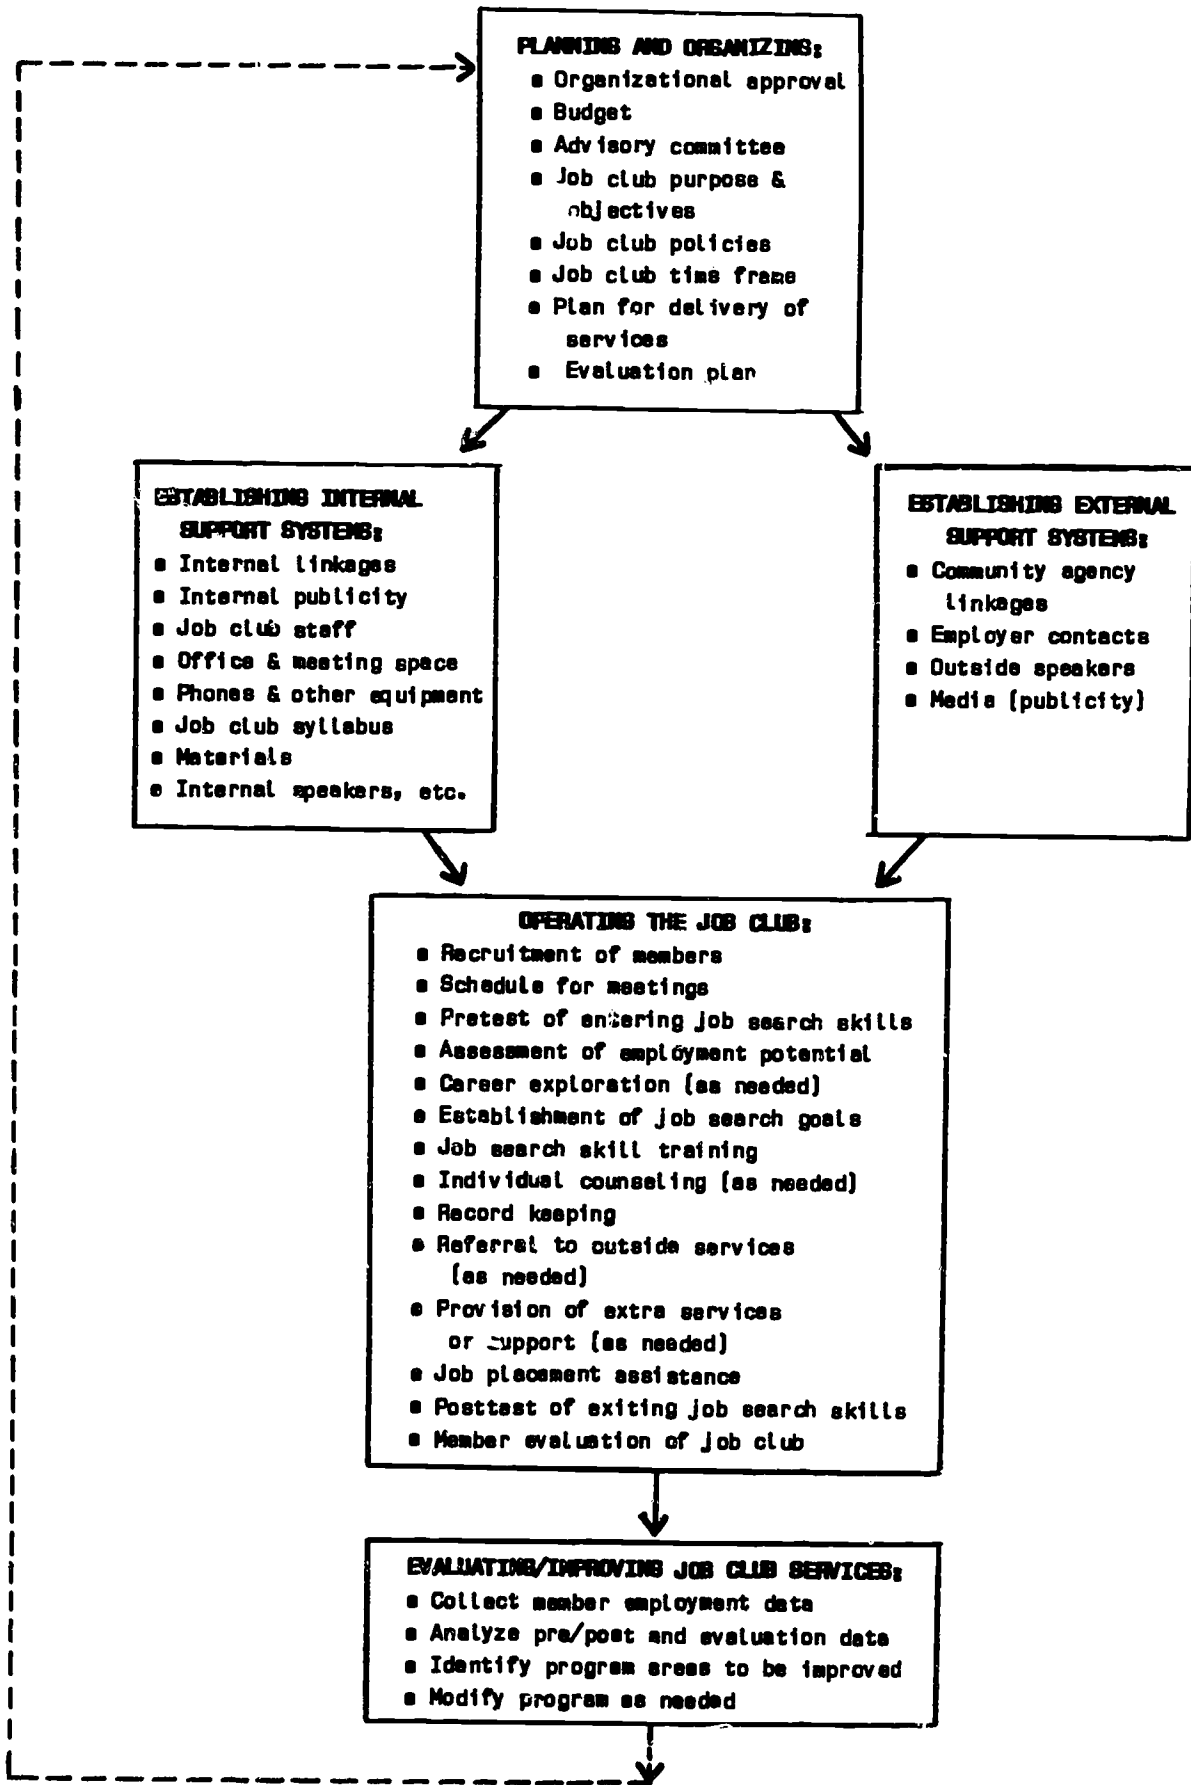 PLANNING AND ORGANIZING:
■ Organizational approval
■ Budget
■ Advisory committee
■ Job club purpose &
objectives
■ Job club policies
■ Job club time frame
■ Plan for delivery of
services
■ Evaluation plan
ESTABLISHING INTERNAL
SUPPORT SYSTEMS:
■ Internal linkages
■ Internal publicity
■ Job club staff
■ Office & meeting space
■ Phones & other equipment
■ Job club syllabus
■ Materials
■ Internal speakers, etc.
ESTABLISHING EXTERNAL
SUPPORT SYSTEMS:
■ Community agency
linkages
■ Employer contacts
■ Outside speakers
■ Media (publicity)
OPERATING THE JOB CLUB:
■ Recruitment of members
■ Schedule for meetings
■ Pretest of entering job search skills
■ Assessment of employment potential
■ Career exploration (as needed)
■ Establishment of job search goals
■ Job search skill training
■ Individual counseling (as needed)
■ Record keeping
■ Referral to outside services
(as needed)
■ Provision of extra services
or support (as needed)
■ Job placement assistance
■ Posttest of exiting job search skills
■ Member evaluation of job club
EVALUATING/IMPROVING JOB CLUB SERVICES:
■ Collect member employment data
■ Analyze pre/post and evaluation data
■ Identify program areas to be improved
■ Modify program as needed